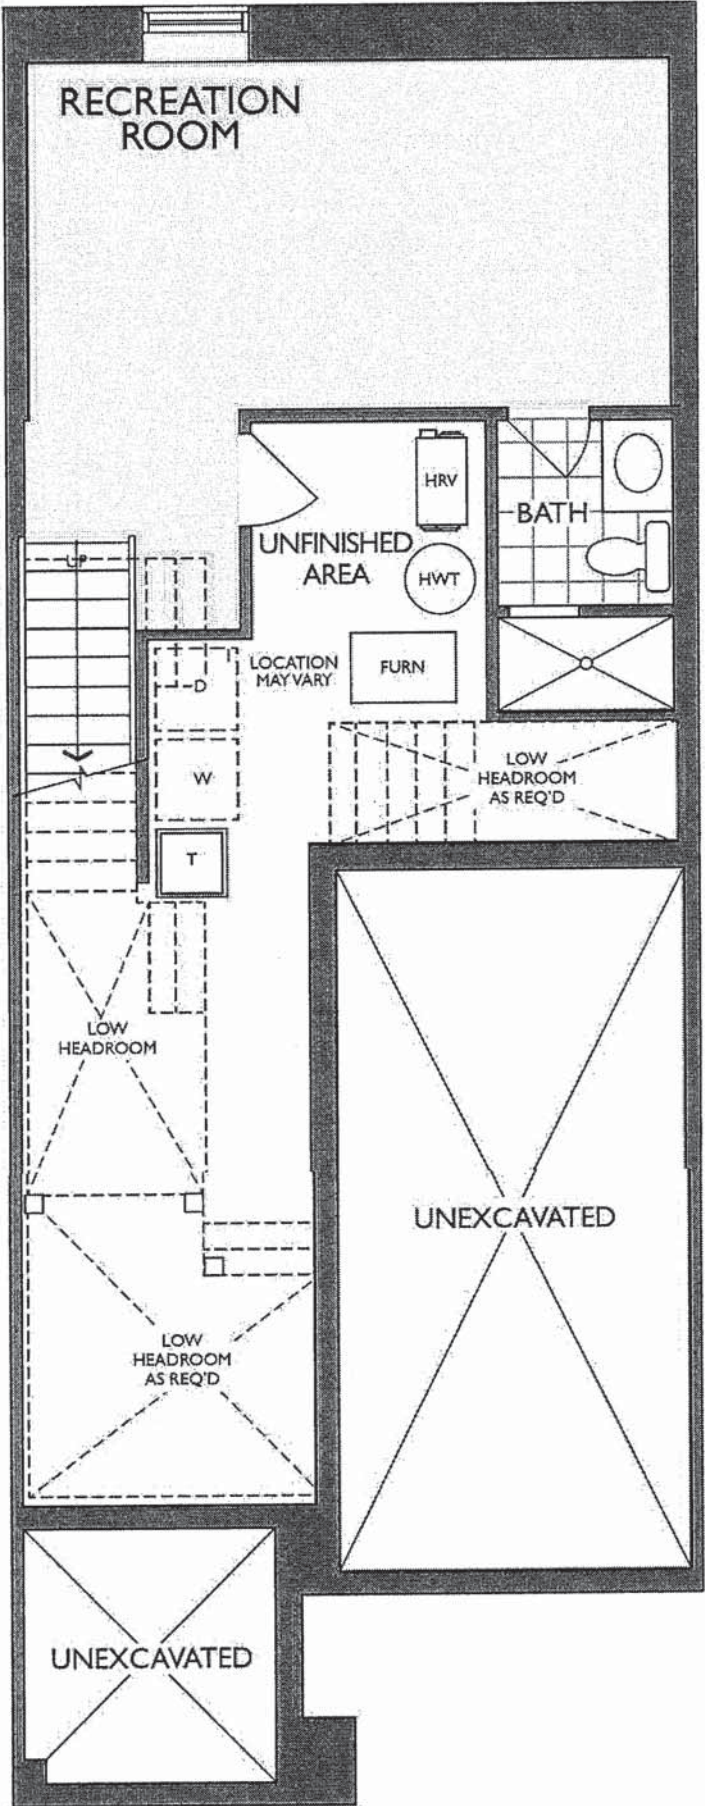 RECREATION
ROOM
HRV
BATH
UNFINISHED
AREA
HWT
UP
LOCATION
MAY VARY
FURN
D
W
LOW
HEADROOM
AS REQ'D
T
LOW
HEADROOM
UNEXCAVATED
LOW
HEADROOM
AS REQ'D
UNEXCAVATED